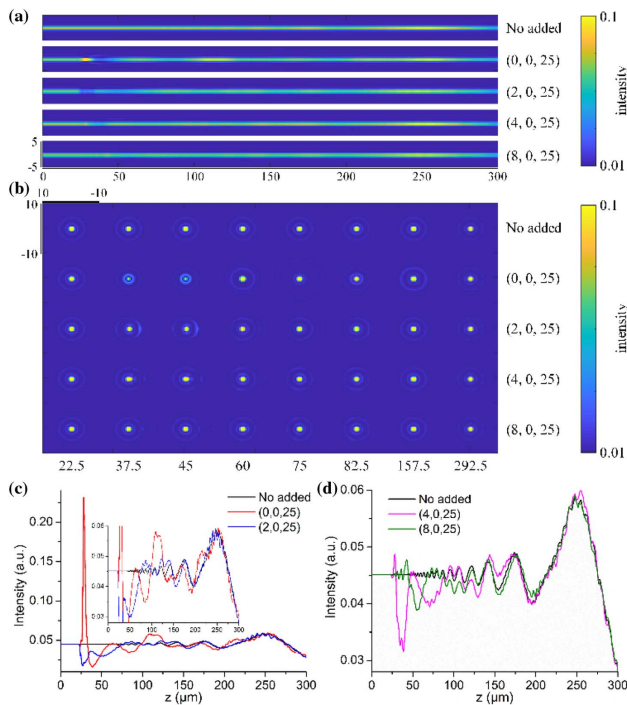 (a)
No added
(0, 0, 25)
(2, 0, 25)
(4, 0, 25)
(8, 0, 25)
5
-5
0 50 100 150 200 250 300
0.1
intensity
0.01
(b)
10 -10
10
-10
No added
(0, 0, 25)
(2, 0, 25)
(4, 0, 25)
(8, 0, 25)
22.5 37.5 45 60 75 82.5 157.5 292.5
0.1
intensity
0.01
(c)
No added
(0,0,25)
(2,0,25)
0.20
0.15
0.10
0.05
Intensity (a.u.)
0.06
0.05
0.04
0.03
0 50 100 150 200 250 300
0 50 100 150 200 250 300
z (µm)
(d)
No added
(4,0,25)
(8,0,25)
0.06
0.05
0.04
0.03
Intensity (a.u.)
0 50 100 150 200 250 300
z (µm)